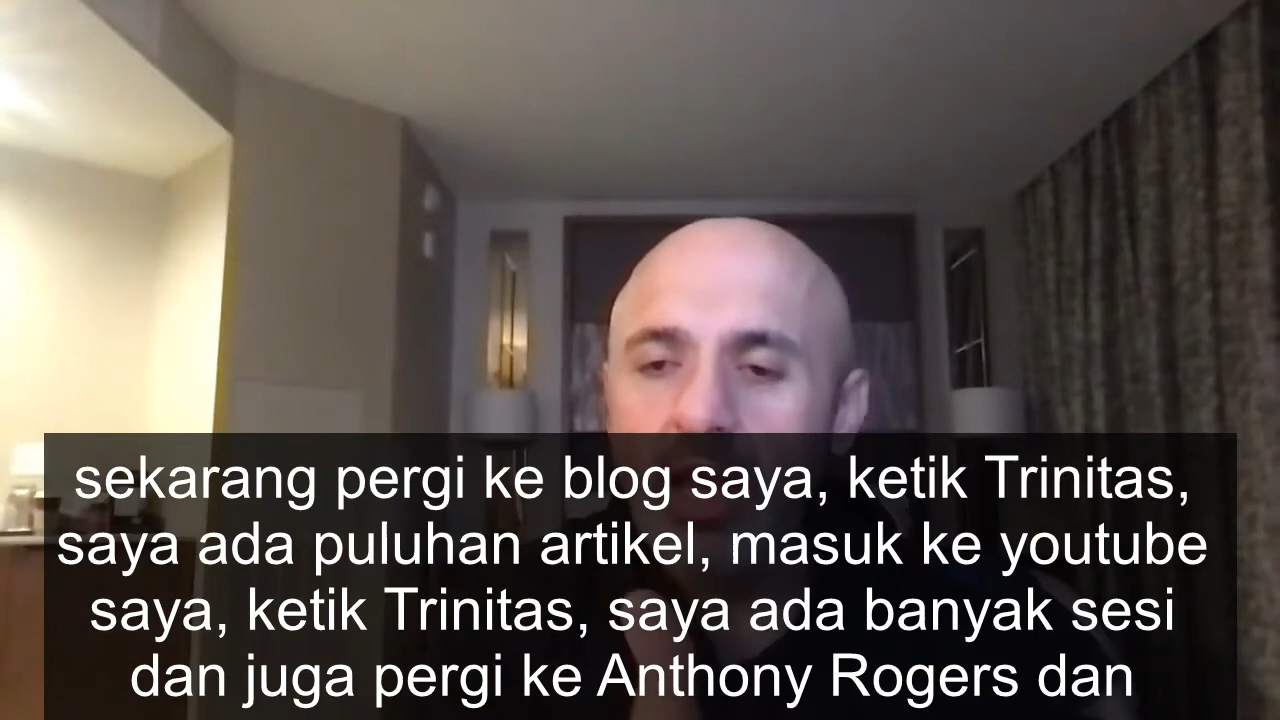 sekarang pergi ke blog saya, ketik Trinitas,
saya ada puluhan artikel, masuk ke youtube
saya, ketik Trinitas, saya ada banyak sesi
dan juga pergi ke Anthony Rogers dan